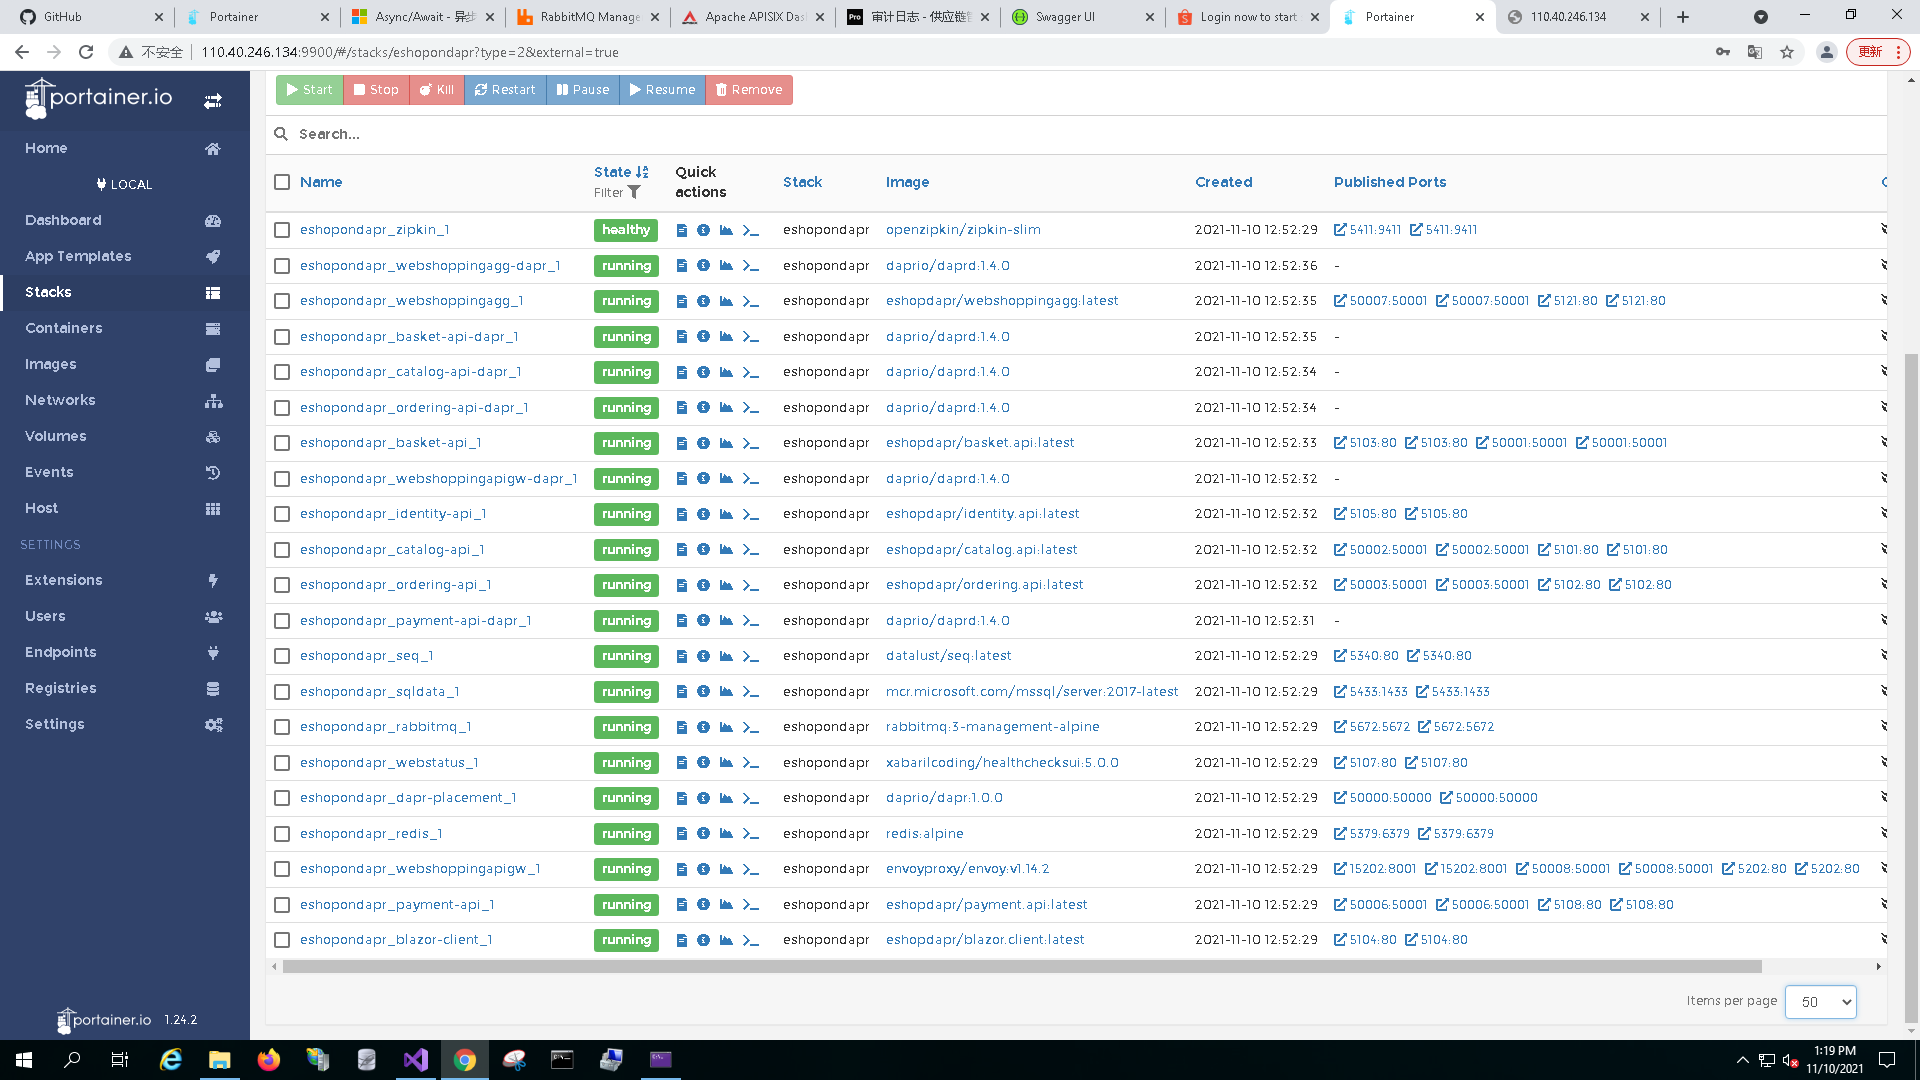 GitHub
Portainer
Async/Await - 异步
RabbitMQ Manage
Apache APISIX Das
Pro 审计日志 - 供应链管
Swagger UI
Login now to start
Portainer
110.40.246.134
不安全 110.40.246.134:9900/#/stacks/eshopondapr?type=2&external=true 更新
portainer.io
Home
LOCAL
Dashboard
App Templates
Stacks
Containers
Images
Networks
Volumes
Events
Host
SETTINGS
Extensions
Users
Endpoints
Registries
Settings
portainer.io 1.24.2
Start Stop Kill Restart Pause Resume Remove
Search...
Name State Filter Quick actions Stack Image Created Published Ports
eshopondapr_zipkin_1 healthy eshopondapr openzipkin/zipkin-slim 2021-11-10 12:52:29 5411:9411 5411:9411
eshopondapr_webshoppingagg-dapr_1 running eshopondapr daprio/daprd:1.4.0 2021-11-10 12:52:36 -
eshopondapr_webshoppingagg_1 running eshopondapr eshopdapr/webshoppingagg:latest 2021-11-10 12:52:35 50007:50001 50007:50001 5121:80 5121:80
eshopondapr_basket-api-dapr_1 running eshopondapr daprio/daprd:1.4.0 2021-11-10 12:52:35 -
eshopondapr_catalog-api-dapr_1 running eshopondapr daprio/daprd:1.4.0 2021-11-10 12:52:34 -
eshopondapr_ordering-api-dapr_1 running eshopondapr daprio/daprd:1.4.0 2021-11-10 12:52:34 -
eshopondapr_basket-api_1 running eshopondapr eshopdapr/basket.api:latest 2021-11-10 12:52:33 5103:80 5103:80 50001:50001 50001:50001
eshopondapr_webshoppingapigw-dapr_1 running eshopondapr daprio/daprd:1.4.0 2021-11-10 12:52:32 -
eshopondapr_identity-api_1 running eshopondapr eshopdapr/identity.api:latest 2021-11-10 12:52:32 5105:80 5105:80
eshopondapr_catalog-api_1 running eshopondapr eshopdapr/catalog.api:latest 2021-11-10 12:52:32 50002:50001 50002:50001 5101:80 5101:80
eshopondapr_ordering-api_1 running eshopondapr eshopdapr/ordering.api:latest 2021-11-10 12:52:32 50003:50001 50003:50001 5102:80 5102:80
eshopondapr_payment-api-dapr_1 running eshopondapr daprio/daprd:1.4.0 2021-11-10 12:52:31 -
eshopondapr_seq_1 running eshopondapr datalust/seq:latest 2021-11-10 12:52:29 5340:80 5340:80
eshopondapr_sqldata_1 running eshopondapr mcr.microsoft.com/mssql/server:2017-latest 2021-11-10 12:52:29 5433:1433 5433:1433
eshopondapr_rabbitmq_1 running eshopondapr rabbitmq:3-management-alpine 2021-11-10 12:52:29 5672:5672 5672:5672
eshopondapr_webstatus_1 running eshopondapr xabarilcoding/healthchecksui:5.0.0 2021-11-10 12:52:29 5107:80 5107:80
eshopondapr_dapr-placement_1 running eshopondapr daprio/dapr:1.0.0 2021-11-10 12:52:29 50000:50000 50000:50000
eshopondapr_redis_1 running eshopondapr redis:alpine 2021-11-10 12:52:29 5379:6379 5379:6379
eshopondapr_webshoppingapigw_1 running eshopondapr envoyproxy/envoy:v1.14.2 2021-11-10 12:52:29 15202:8001 15202:8001 50008:50001 50008:50001 5202:80 5202:80
eshopondapr_payment-api_1 running eshopondapr eshopdapr/payment.api:latest 2021-11-10 12:52:29 50006:50001 50006:50001 5108:80 5108:80
eshopondapr_blazor-client_1 running eshopondapr eshopdapr/blazor.client:latest 2021-11-10 12:52:29 5104:80 5104:80
Items per page 50
1:19 PM
11/10/2021